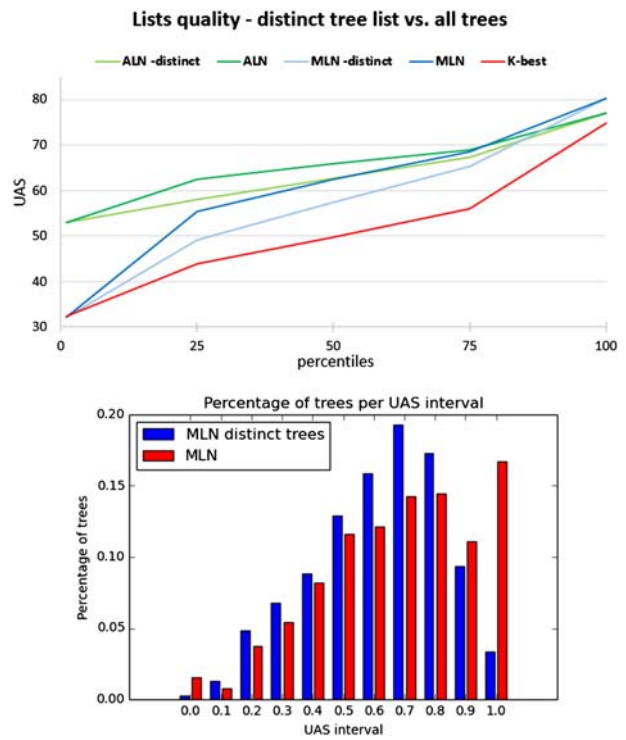 Lists quality - distinct tree list vs. all trees
ALN -distinct ALN MLN -distinct MLN K-best
80
70
60
50
40
30
UAS
0 25 50 75 100
percentiles
Percentage of trees per UAS interval
MLN distinct trees
MLN
0.20
0.15
0.10
0.05
0.00
Percentage of trees
0.0 0.1 0.2 0.3 0.4 0.5 0.6 0.7 0.8 0.9 1.0
UAS interval